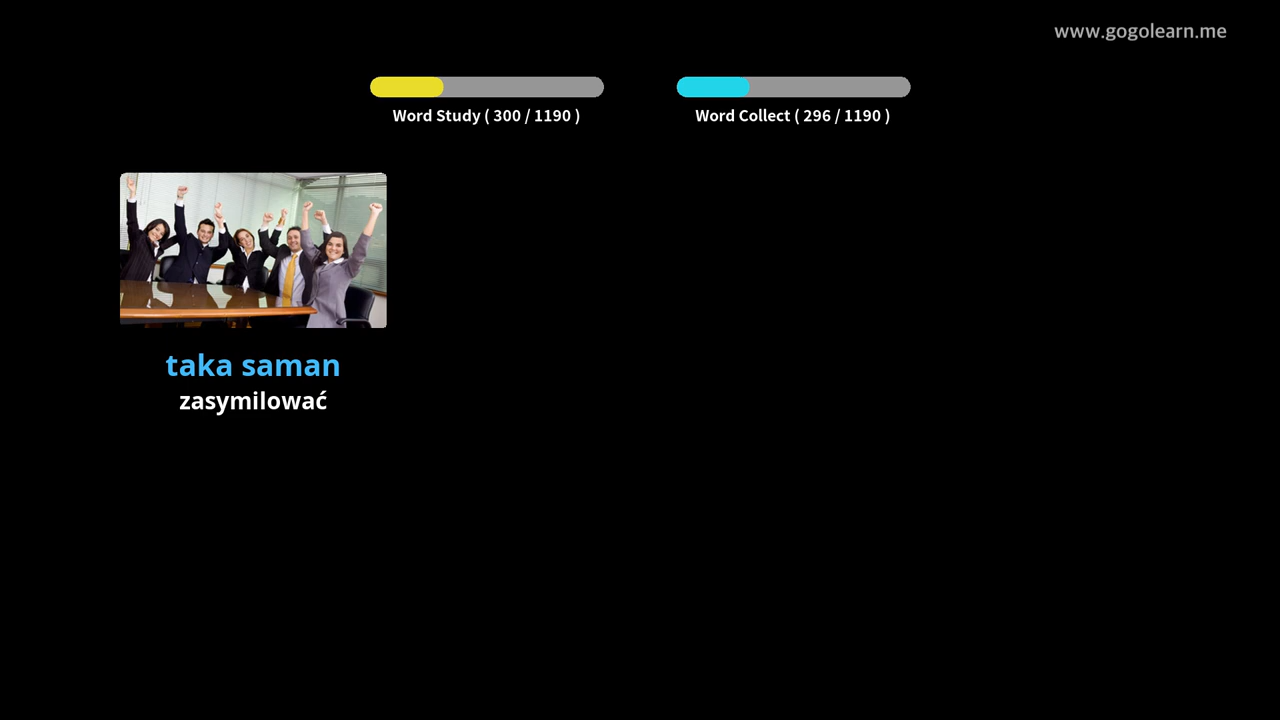 www.gogolearn.me
Word Study ( 300 / 1190 )
Word Collect ( 296 / 1190 )
taka saman
zasymilować